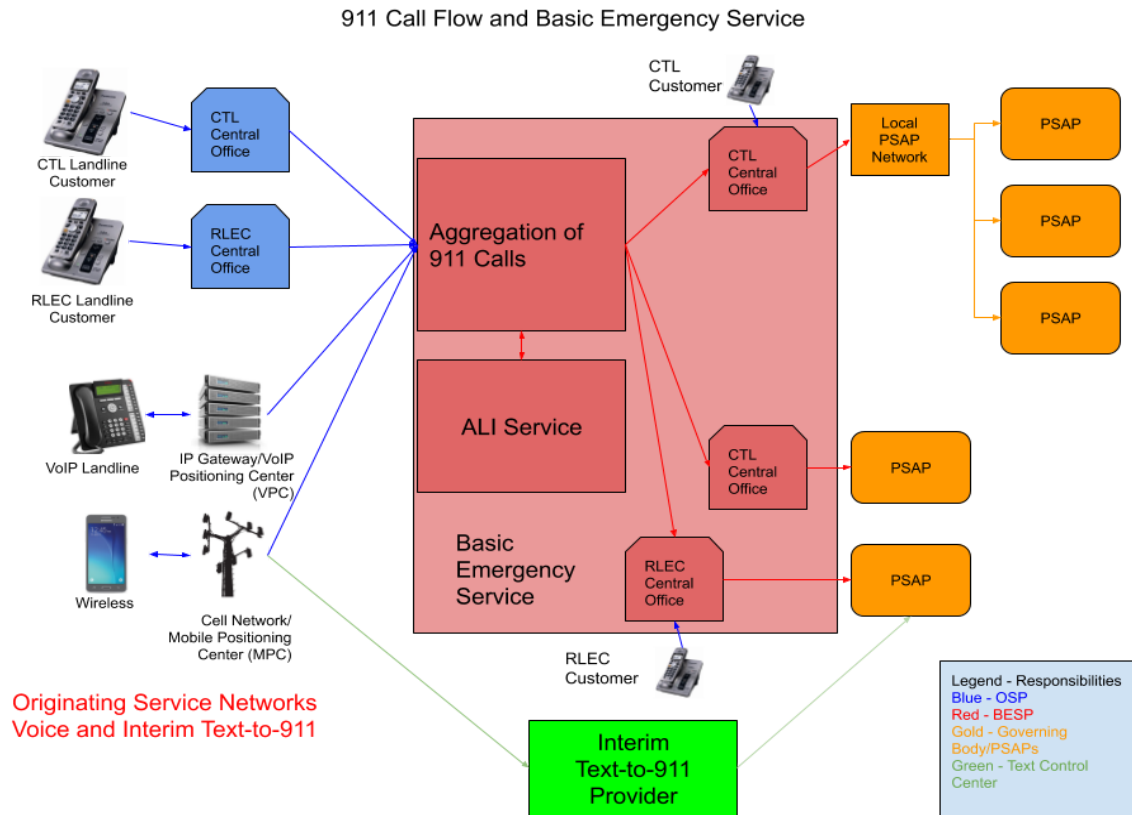 911 Call Flow and Basic Emergency Service
CTL Landline
Customer
CTL
Central
Office
RLEC Landline
Customer
RLEC
Central
Office
VoIP Landline
IP Gateway/VoIP
Positioning Center
(VPC)
Wireless
Cell Network/
Mobile Positioning
Center (MPC)
Originating Service Networks
Voice and Interim Text-to-911
Aggregation of
911 Calls
ALI Service
Basic
Emergency
Service
CTL
Customer
CTL
Central
Office
CTL
Central
Office
RLEC
Central
Office
RLEC
Customer
Local
PSAP
Network
PSAP
PSAP
PSAP
PSAP
PSAP
Interim
Text-to-911
Provider
Legend - Responsibilities
Blue - OSP
Red - BESP
Gold - Governing
Body/PSAPs
Green - Text Control
Center